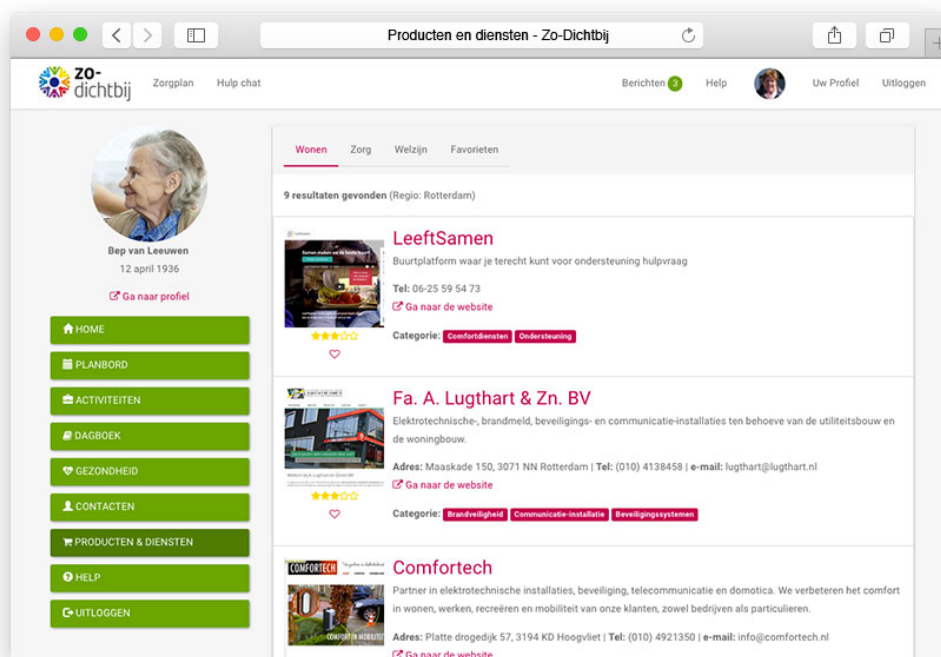 Producten en diensten - Zo-Dichtbij
zo-
dichtbij
Zorgplan
Hulp chat
Berichten 3
Help
Uw Profiel
Uitloggen
Bep van Leeuwen
12 april 1936
Ga naar profiel
HOME
PLANBORD
ACTIVITEITEN
DAGBOEK
GEZONDHEID
CONTACTEN
PRODUCTEN & DIENSTEN
HELP
UITLOGGEN
Wonen
Zorg
Welzijn
Favorieten
9 resultaten gevonden (Regio: Rotterdam)
LeeftSamen
Buurtplatform waar je terecht kunt voor ondersteuning hulpvraag
Tel: 06-25 59 54 73
Ga naar de website
Categorie: Comfortdiensten Ondersteuning
Fa. A. Lugthart & Zn. BV
Elektrotechnische-, brandmeld, beveiligings- en communicatie-installaties ten behoeve van de utiliteitsbouw en
de woningbouw.
Adres: Maaskade 150, 3071 NN Rotterdam | Tel: (010) 4138458 | e-mail: lugthart@lugthart.nl
Ga naar de website
Categorie: Brandveiligheid Communicatie-installatie Beveiligingssystemen
COMFORTECH
COMFORT IN MOBILITEIT
Comfortech
Partner in elektrotechnische installaties, beveiliging, telecommunicatie en domotica. We verbeteren het comfort
in wonen, werken, recreëren en mobiliteit van onze klanten, zowel bedrijven als particulieren.
Adres: Platte drogedijk 57, 3194 KD Hoogvliet | Tel: (010) 4921350 | e-mail: info@comfortech.nl
Ga naar de website